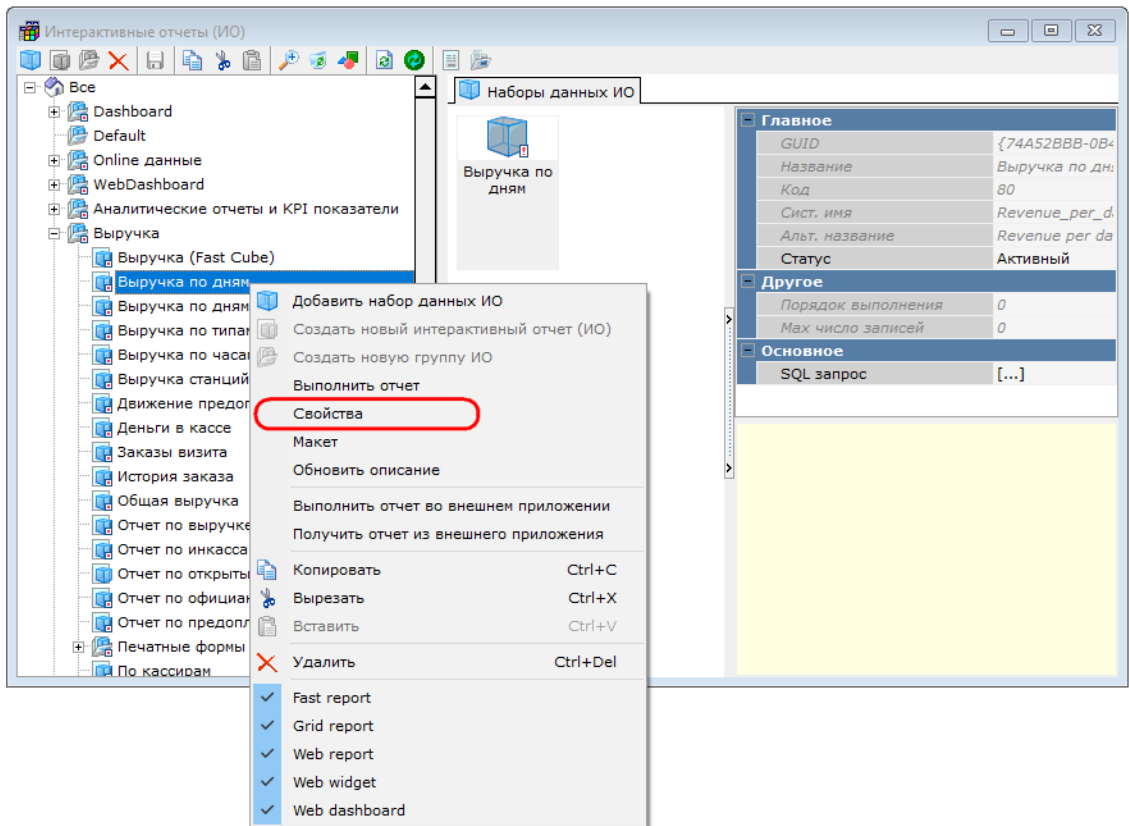 Интерактивные отчеты (ИО)
Все
Dashboard
Default
Online данные
WebDashboard
Аналитические отчеты и KPI показатели
Выручка
Выручка (Fast Cube)
Выручка по дням
Выручка по дням
Выручка по типа
Выручка по часа
Выручка станций
Движение предо
Деньги в кассе
Заказы визита
История заказа
Общая выручка
Отчет по выручке
Отчет по инкасса
Отчет по открыты
Отчет по официа
Отчет по предопл
Печатные формы
По кассирам
Наборы данных ИО
Выручка по
дням
Главное
GUID {74A52BBB-0B4
Название Выручка по дн
Код 80
Сист. имя Revenue_per_d
Альт. название Revenue per da
Статус Активный
Другое
Порядок выполнения 0
Мах число записей 0
Основное
SQL запрос [...]
Добавить набор данных ИО
Создать новый интерактивный отчет (ИО)
Создать новую группу ИО
Выполнить отчет
Свойства
Макет
Обновить описание
Выполнить отчет во внешнем приложении
Получить отчет из внешнего приложения
Копировать Ctrl+C
Вырезать Ctrl+X
Вставить Ctrl+V
Удалить Ctrl+Del
Fast report
Grid report
Web report
Web widget
Web dashboard